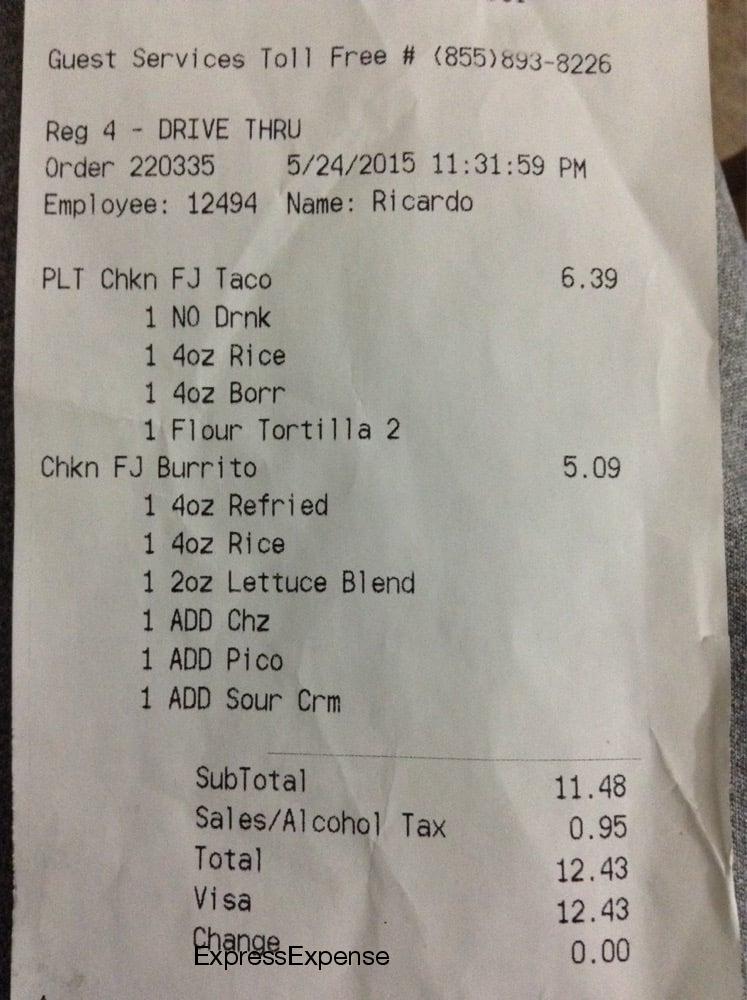 Guest Services Toll Free # (855)893-8226
Reg 4 - DRIVE THRU
Order 220335 5/24/2015 11:31:59 PM
Employee: 12494 Name: Ricardo
PLT Chkn FJ Taco 6.39
1 NO Drnk
1 4oz Rice
1 4oz Borr
1 Flour Tortilla 2
Chkn FJ Burrito 5.09
1 4oz Refried
1 4oz Rice
1 2oz Lettuce Blend
1 ADD Chz
1 ADD Pico
1 ADD Sour Crm
SubTotal 11.48
Sales/Alcohol Tax 0.95
Total 12.43
Visa 12.43
Change 0.00
ExpressExpense